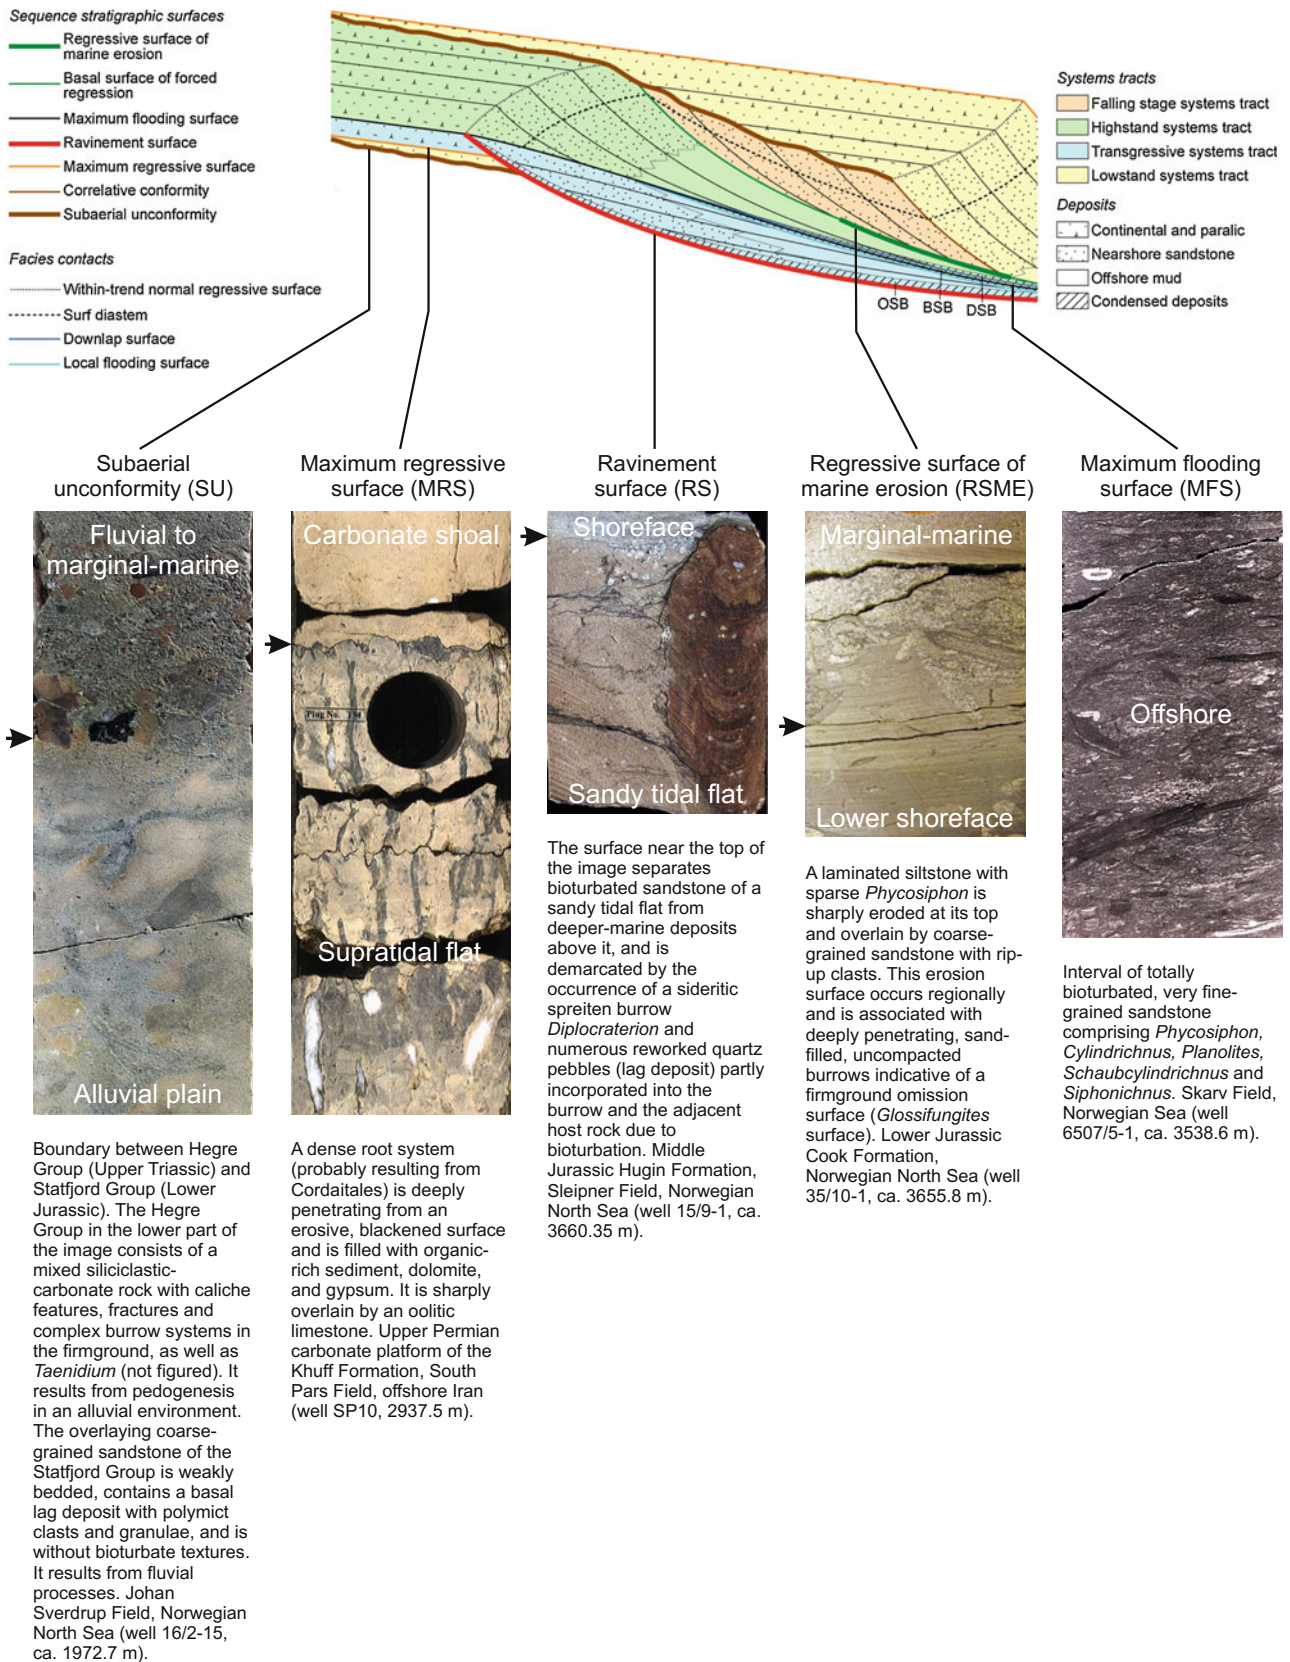 Sequence stratigraphic surfaces
Regressive surface of
marine erosion
Basal surface of forced
regression
Maximum flooding surface
Ravinement surface
Maximum regressive surface
Correlative conformity
Subaerial unconformity
Facies contacts
Within-trend normal regressive surface
Surf diastem
Downlap surface
Local flooding surface
Systems tracts
Falling stage systems tract
Highstand systems tract
Transgressive systems tract
Lowstand systems tract
Deposits
Continental and paralic
Nearshore sandstone
Offshore mud
Condensed deposits
OSB
BSB
DSB
Subaerial
unconformity (SU)
Fluvial to
marginal-marine
Alluvial plain
Boundary between Hegre
Group (Upper Triassic) and
Statfjord Group (Lower
Jurassic). The Hegre
Group in the lower part of
the image consists of a
mixed siliciclastic-
carbonate rock with caliche
features, fractures and
complex burrow systems in
the firmground, as well as
Taenidium (not figured). It
results from pedogenesis
in an alluvial environment.
The overlaying coarse-
grained sandstone of the
Statfjord Group is weakly
bedded, contains a basal
lag deposit with polymict
clasts and granulae, and is
without bioturbate textures.
It results from fluvial
processes. Johan
Sverdrup Field, Norwegian
North Sea (well 16/2-15,
ca. 1972.7 m).
Maximum regressive
surface (MRS)
Carbonate shoal
Plug No.
Supratidal flat
A dense root system
(probably resulting from
Cordaitales) is deeply
penetrating from an
erosive, blackened surface
and is filled with organic-
rich sediment, dolomite,
and gypsum. It is sharply
overlain by an oolitic
limestone. Upper Permian
carbonate platform of the
Khuff Formation, South
Pars Field, offshore Iran
(well SP10, 2937.5 m).
Ravinement
surface (RS)
Shoreface
Sandy tidal flat
The surface near the top of
the image separates
bioturbated sandstone of a
sandy tidal flat from
deeper-marine deposits
above it, and is
demarcated by the
occurrence of a sideritic
spreiten burrow
Diplocraterion and
numerous reworked quartz
pebbles (lag deposit) partly
incorporated into the
burrow and the adjacent
host rock due to
bioturbation. Middle
Jurassic Hugin Formation,
Sleipner Field, Norwegian
North Sea (well 15/9-1, ca.
3660.35 m).
Regressive surface of
marine erosion (RSME)
Marginal-marine
Lower shoreface
A laminated siltstone with
sparse Phycosiphon is
sharply eroded at its top
and overlain by coarse-
grained sandstone with rip-
up clasts. This erosion
surface occurs regionally
and is associated with
deeply penetrating, sand-
filled, uncompacted
burrows indicative of a
firmground omission
surface (Glossifungites
surface). Lower Jurassic
Cook Formation,
Norwegian North Sea (well
35/10-1, ca. 3655.8 m).
Maximum flooding
surface (MFS)
Offshore
Interval of totally
bioturbated, very fine-
grained sandstone
comprising Phycosiphon,
Cylindrichnus, Planolites,
Schaubcylindrichnus and
Siphonichnus. Skarv Field,
Norwegian Sea (well
6507/5-1, ca. 3538.6 m).